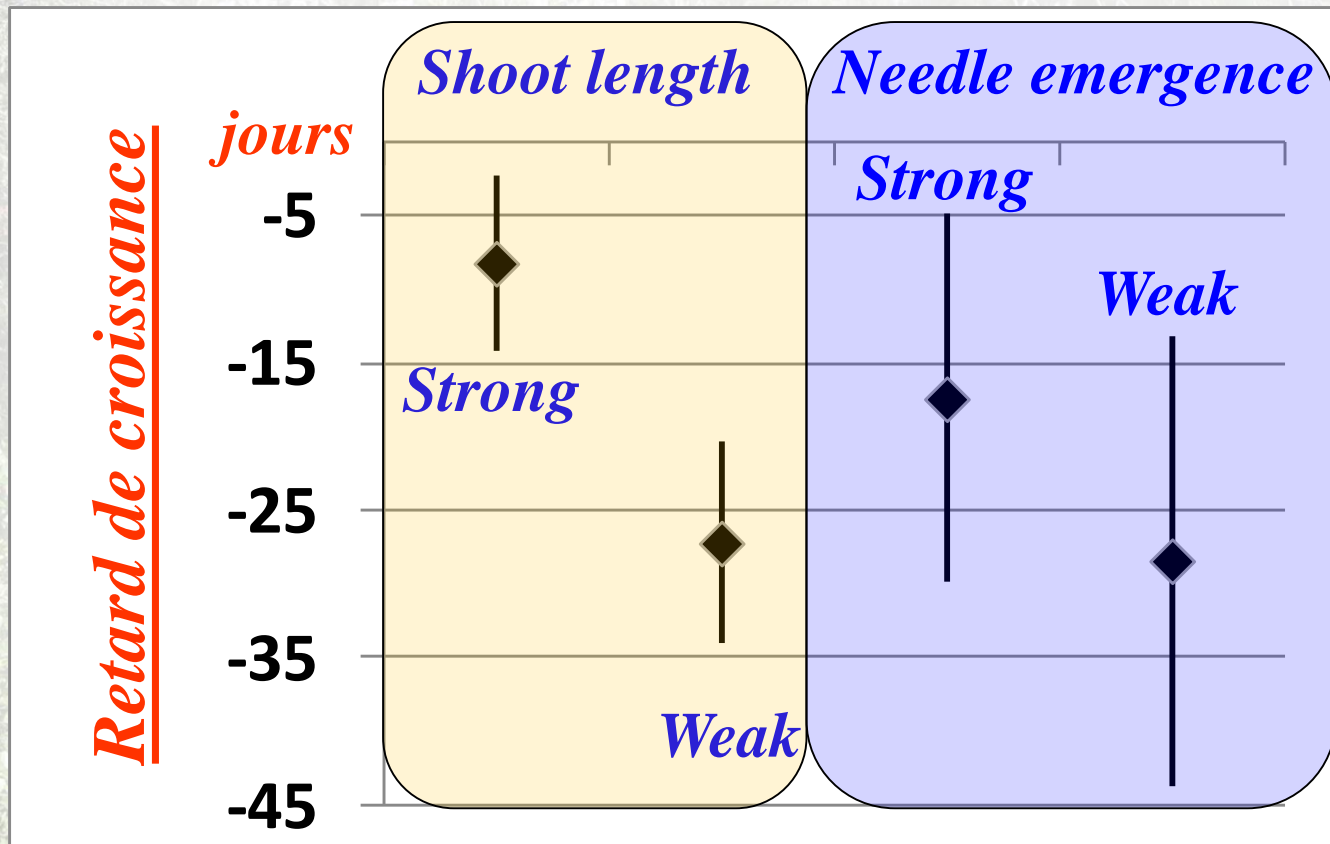 Shoot length
Needle emergence
jours
Retard de croissance
-5
-15
-25
-35
-45
Strong
Weak
Strong
Weak